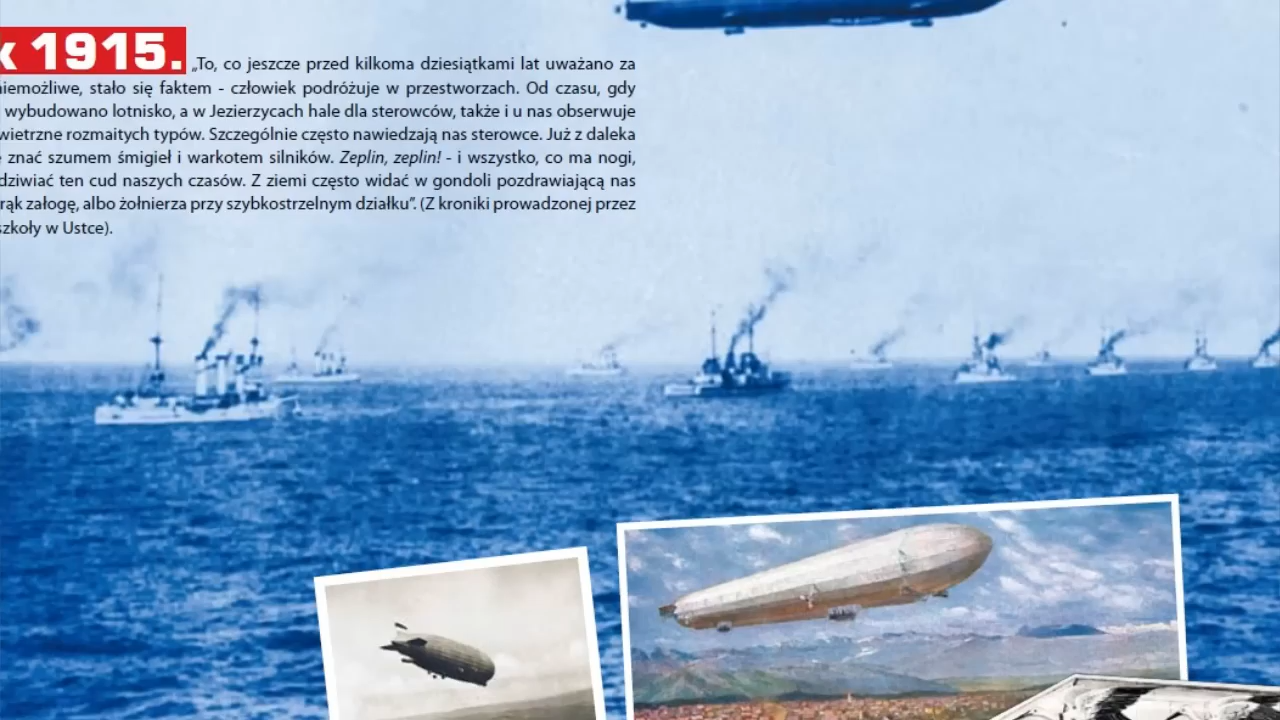 k 1915. „To, co jeszcze przed kilkoma dziesiątkami lat uważano za
niemożliwe, stało się faktem - człowiek podróżuje w przestworzach. Od czasu, gdy
wybudowano lotnisko, a w Jezierzycach hale dla sterowców, także i u nas obserwuje
wietrzne rozmaitych typów. Szczególnie często nawiedzają nas sterowce. Już z daleka
znać szumem śmigieł i warkotem silników. Zeplin, zeplin! - i wszystko, co ma nogi,
dziwiać ten cud naszych czasów. Z ziemi często widać w gondoli pozdrawiającą nas
rąk załogę, albo żołnierza przy szybkostrzelnym działku”. (Z kroniki prowadzonej przez
szkoły w Ustce).